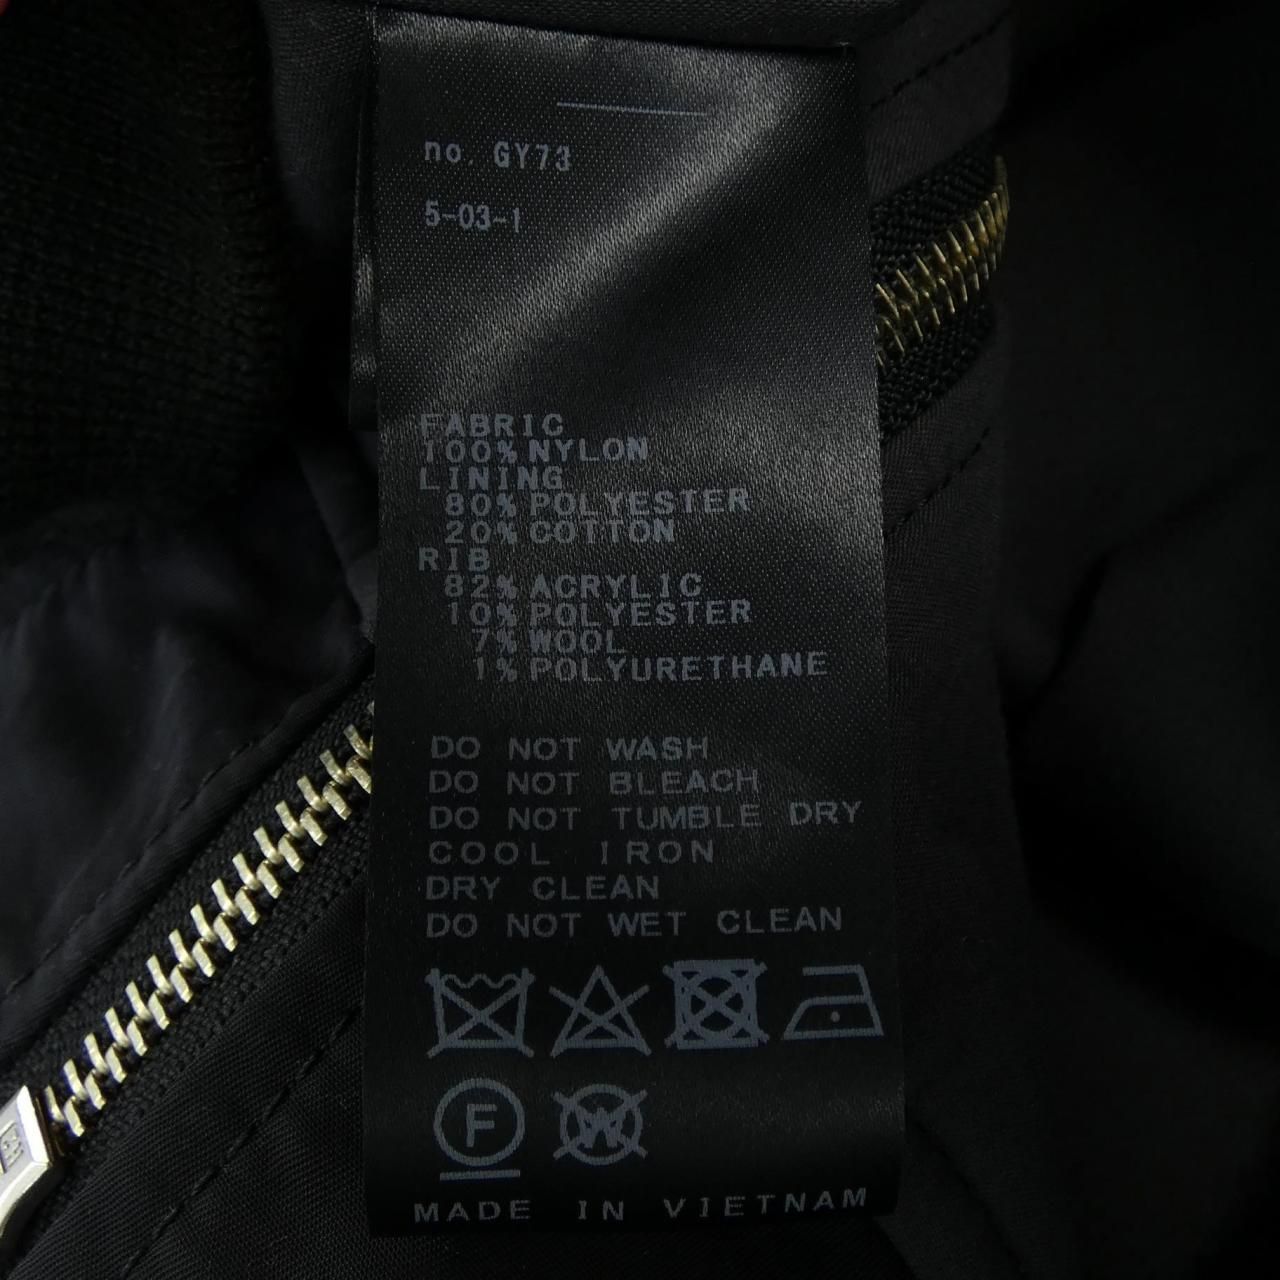 no. GY73
5-03-1
FABRIC
100% NYLON
LINING
80% POLYESTER
20% COTTON
RIB
82% ACRYLIC
10% POLYESTER
7% WOOL
1% POLYURETHANE
DO NOT WASH
DO NOT BLEACH
DO NOT TUMBLE DRY
COOL IRON
DRY CLEAN
DO NOT WET CLEAN
F W
MADE IN VIETNAM